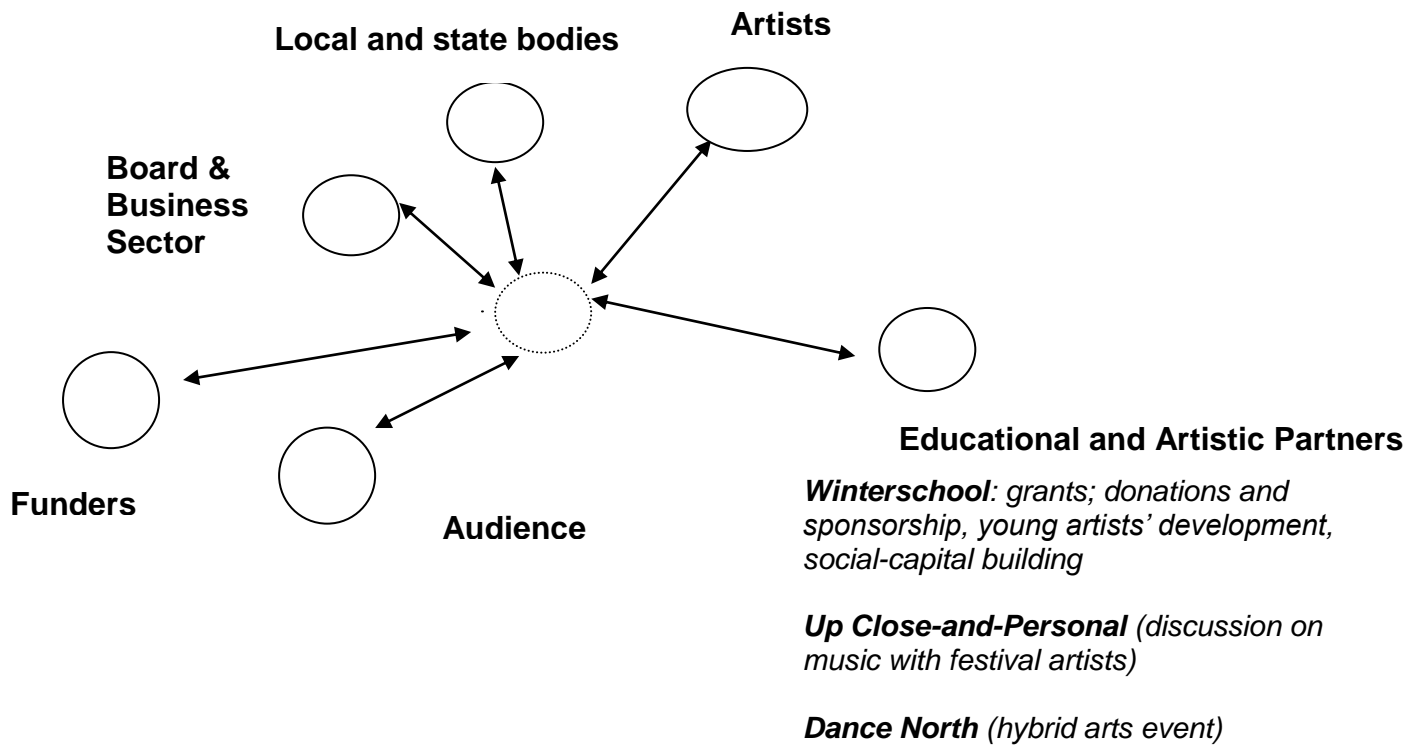 Local and state bodies
Artists
Board &
Business
Sector
Funders
Audience
Educational and Artistic Partners
Winterschool: grants; donations and
sponsorship, young artists’ development,
social-capital building
Up Close-and-Personal (discussion on
music with festival artists)
Dance North (hybrid arts event)